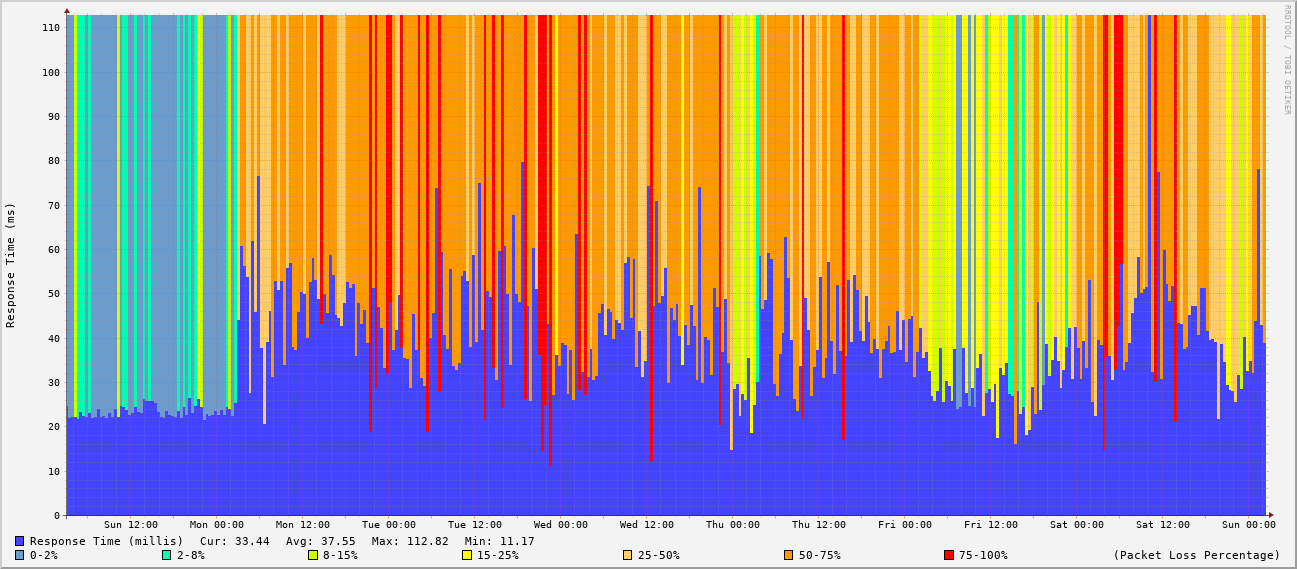 RRDTOOL / TOBI OETIKER
Response Time (ms)
110
100
90
80
70
60
50
40
30
20
10
0
Sun 12:00 Mon 00:00 Mon 12:00 Tue 00:00 Tue 12:00 Wed 00:00 Wed 12:00 Thu 00:00 Thu 12:00 Fri 00:00 Fri 12:00 Sat 00:00 Sat 12:00 Sun 00:00
Response Time (millis) Cur: 33.44 Avg: 37.55 Max: 112.82 Min: 11.17
0-2% 2-8% 8-15% 15-25% 25-50% 50-75% 75-100% (Packet Loss Percentage)